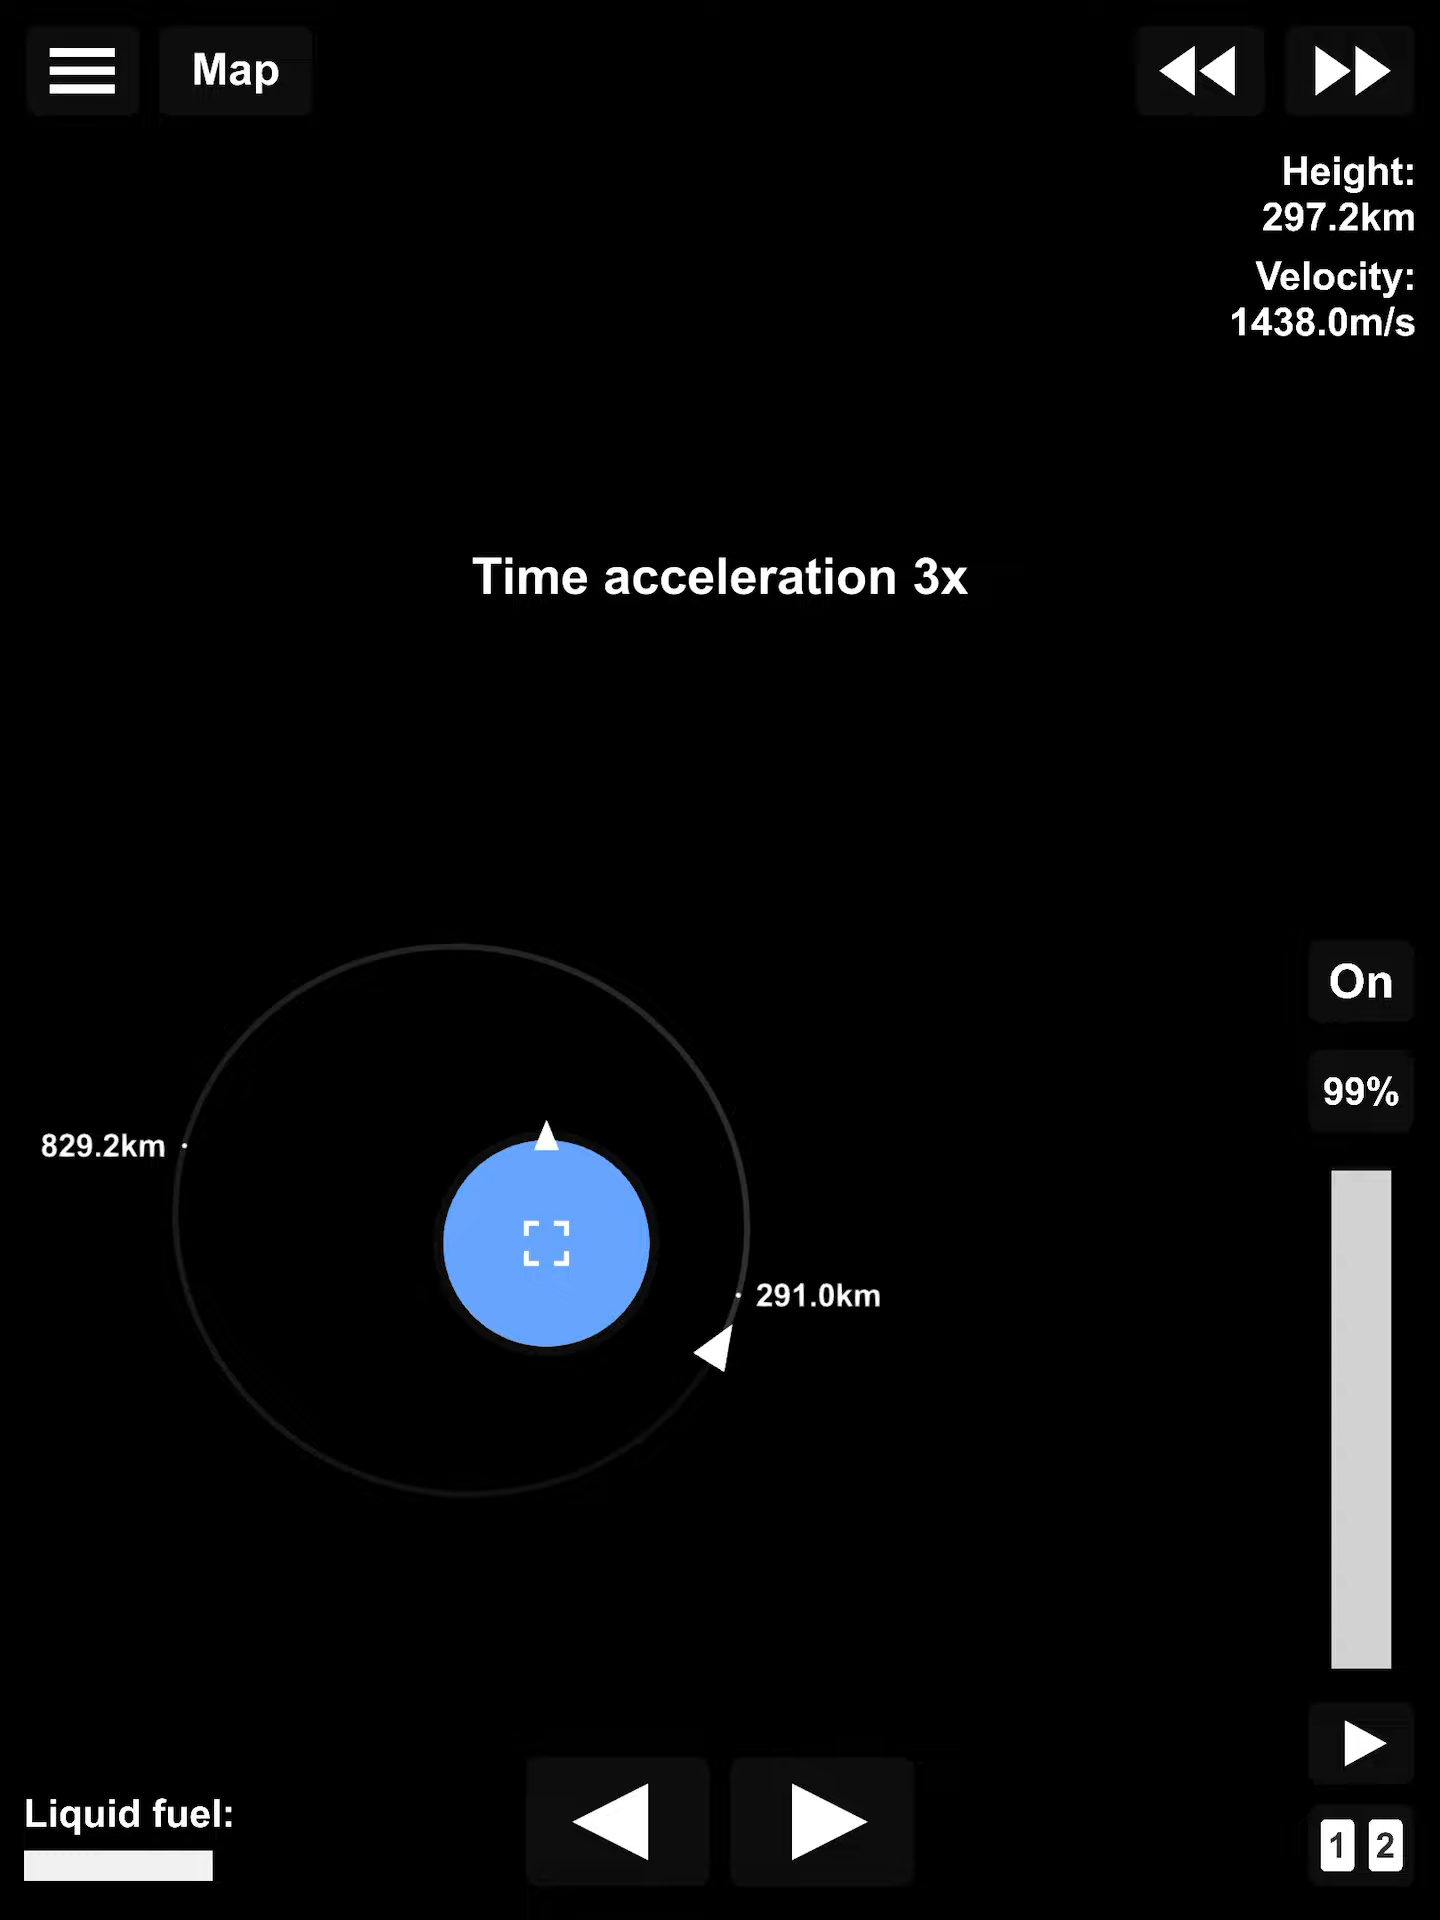 Map
Height:
297.2km
Velocity:
1438.0m/s
Time acceleration 3x
On
99%
829.2km
291.0km
Liquid fuel:
1 2